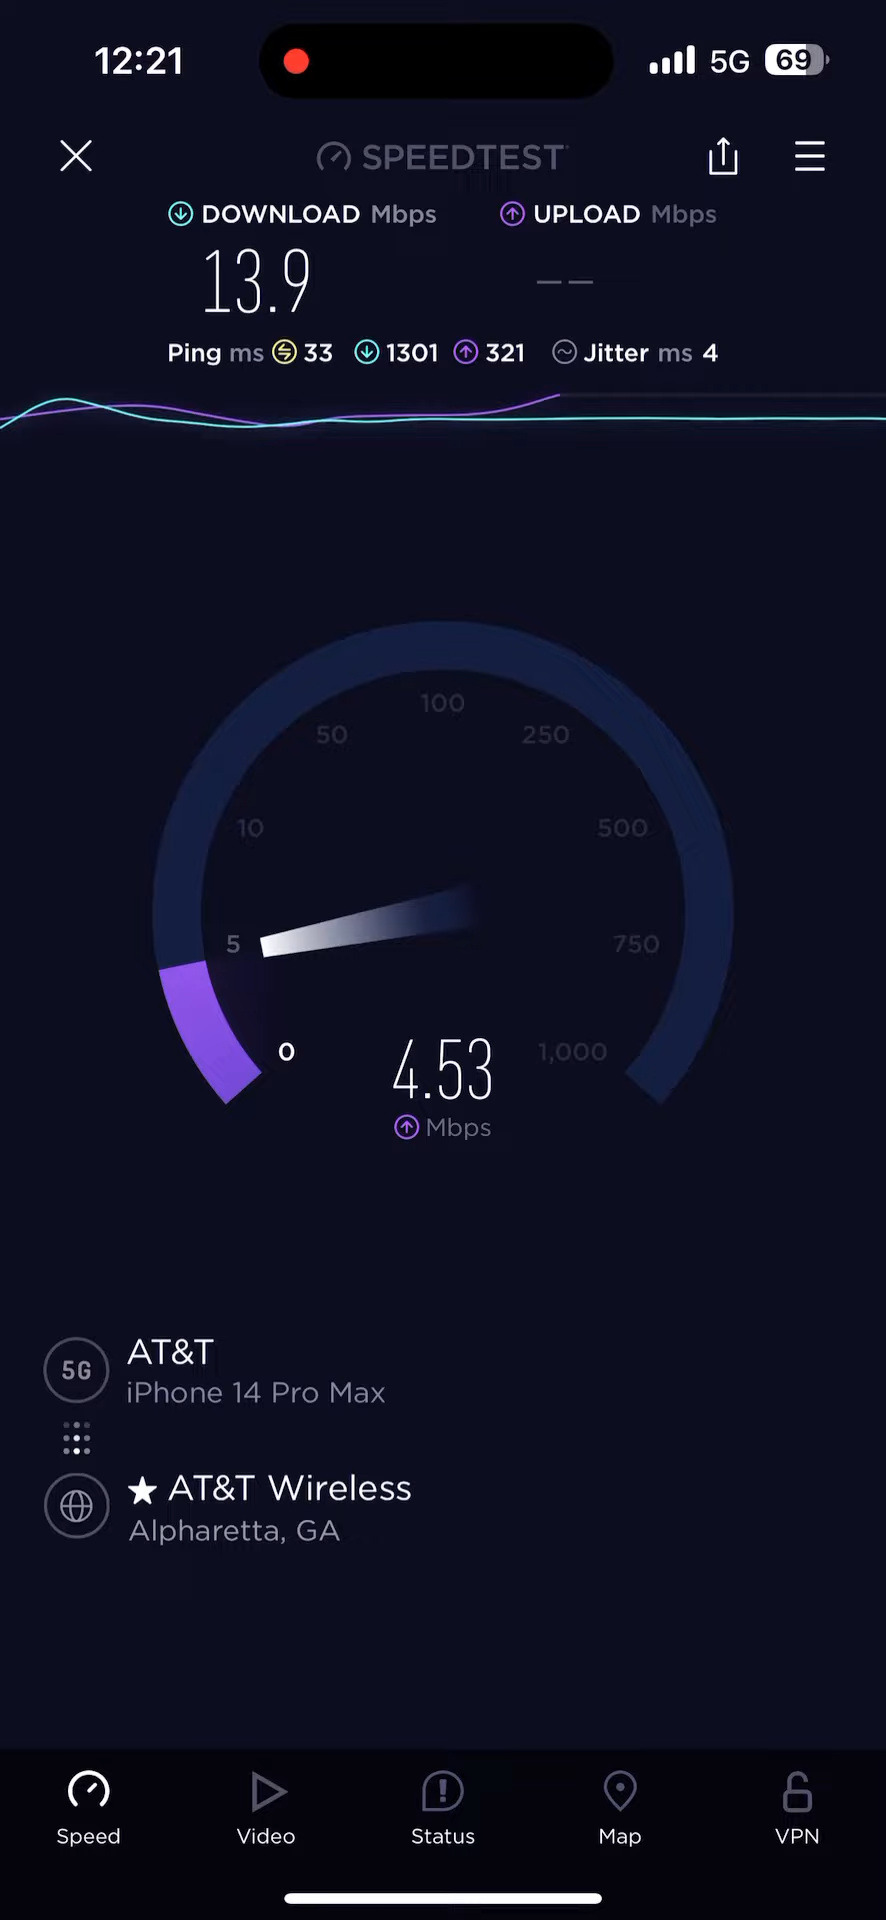 12:21 5G 69
SPEEDTEST
DOWNLOAD Mbps UPLOAD Mbps
13.9 — —
Ping ms 33 1301 321 Jitter ms 4
100
50 250
10 500
5 750
0 1,000
4.53
Mbps
5G AT&T
iPhone 14 Pro Max
★ AT&T Wireless
Alpharetta, GA
Speed Video Status Map VPN